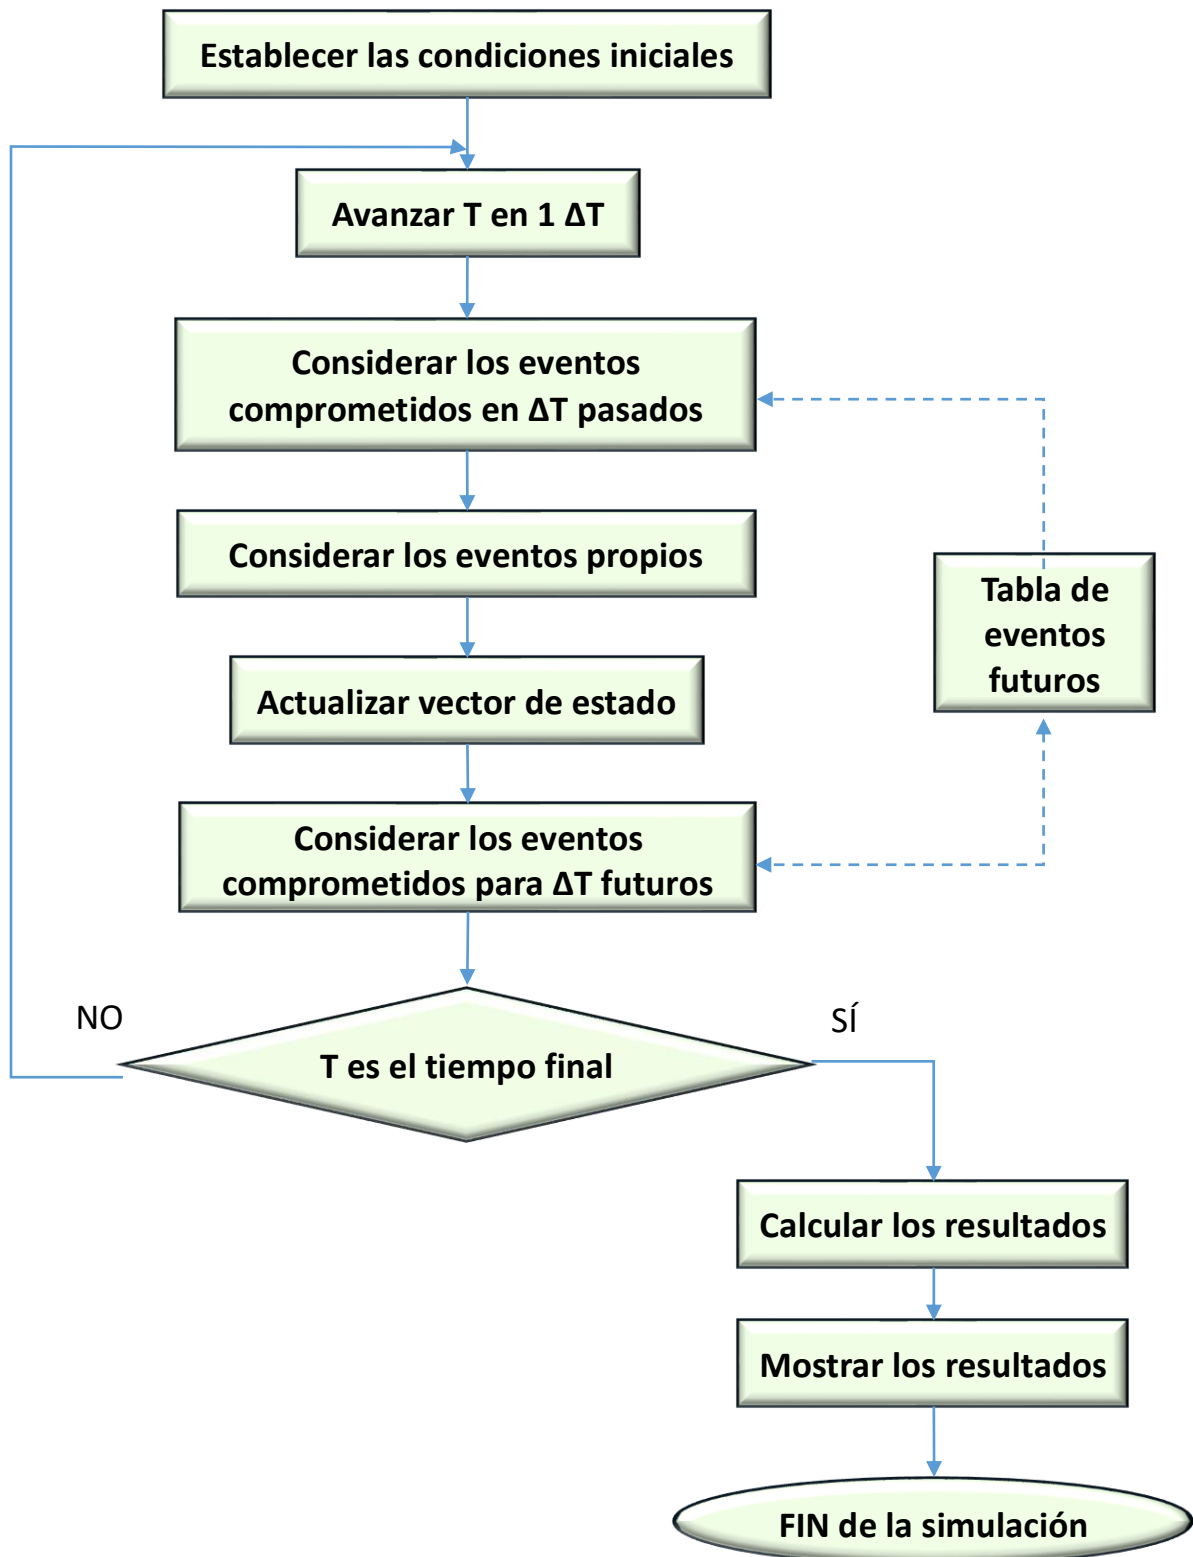 Establecer las condiciones iniciales
Avanzar T en 1 ΔT
Considerar los eventos
comprometidos en ΔT pasados
Considerar los eventos propios
Tabla de
eventos
futuros
Actualizar vector de estado
Considerar los eventos
comprometidos para ΔT futuros
NO
SÍ
T es el tiempo final
Calcular los resultados
Mostrar los resultados
FIN de la simulación